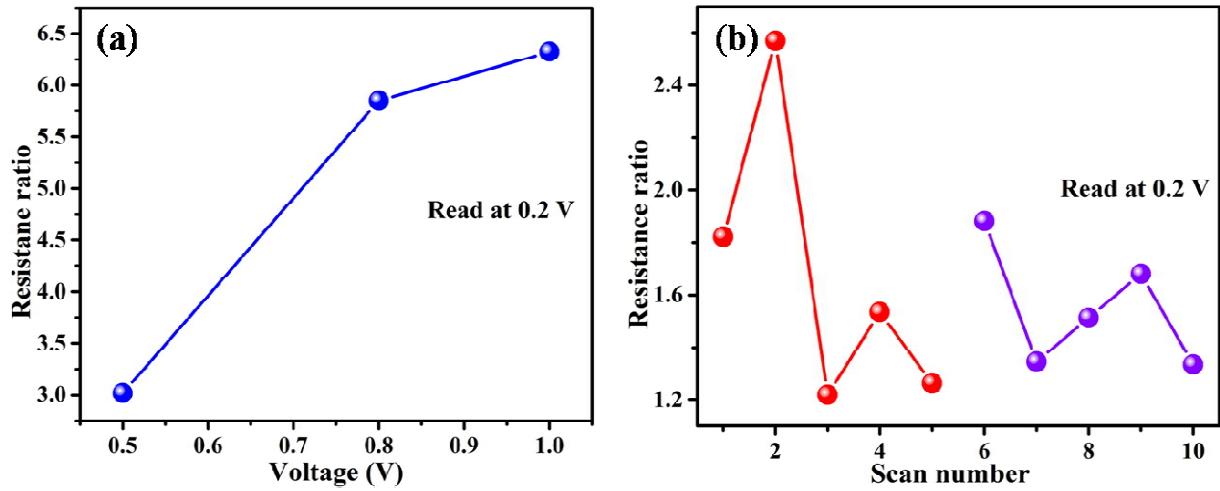 (a)
6.5
6.0
5.5
5.0
4.5
4.0
3.5
3.0
Resistane ratio
Read at 0.2 V
0.5 0.6 0.7 0.8 0.9 1.0
Voltage (V)
(b)
2.4
2.0
1.6
1.2
Resistance ratio
Read at 0.2 V
2 4 6 8 10
Scan number